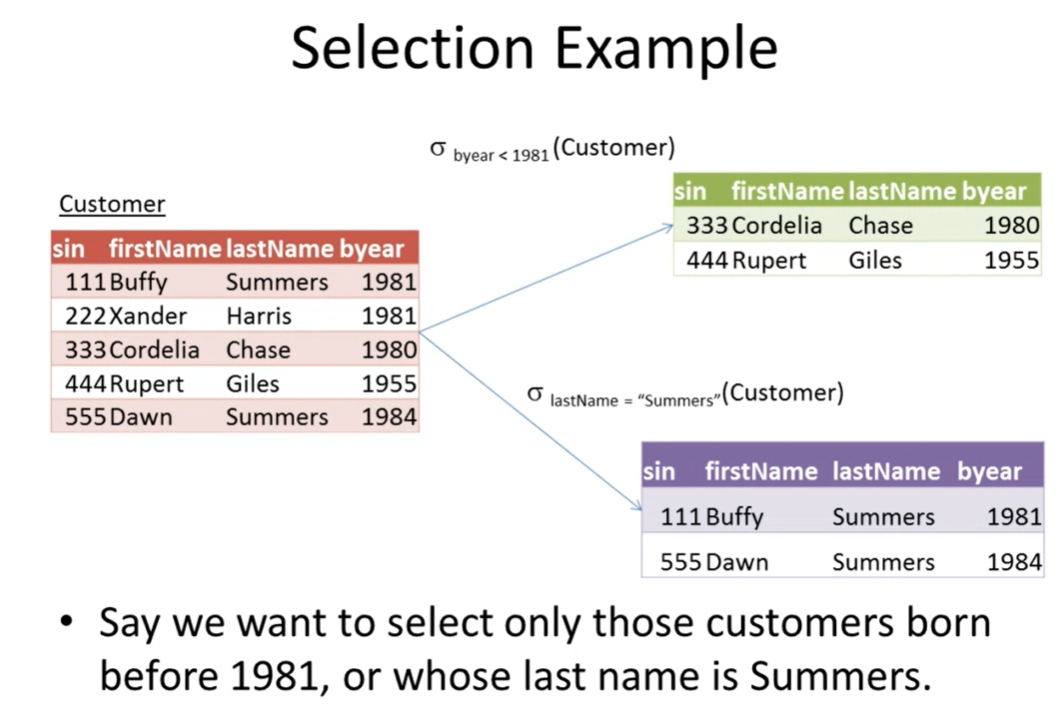 Selection Example
σ byear < 1981 (Customer)
Customer
sin firstName lastName byear
111 Buffy Summers 1981
222 Xander Harris 1981
333 Cordelia Chase 1980
444 Rupert Giles 1955
555 Dawn Summers 1984
sin firstName lastName byear
333 Cordelia Chase 1980
444 Rupert Giles 1955
σ lastName = “Summers” (Customer)
sin firstName lastName byear
111 Buffy Summers 1981
555 Dawn Summers 1984
• Say we want to select only those customers born
before 1981, or whose last name is Summers.